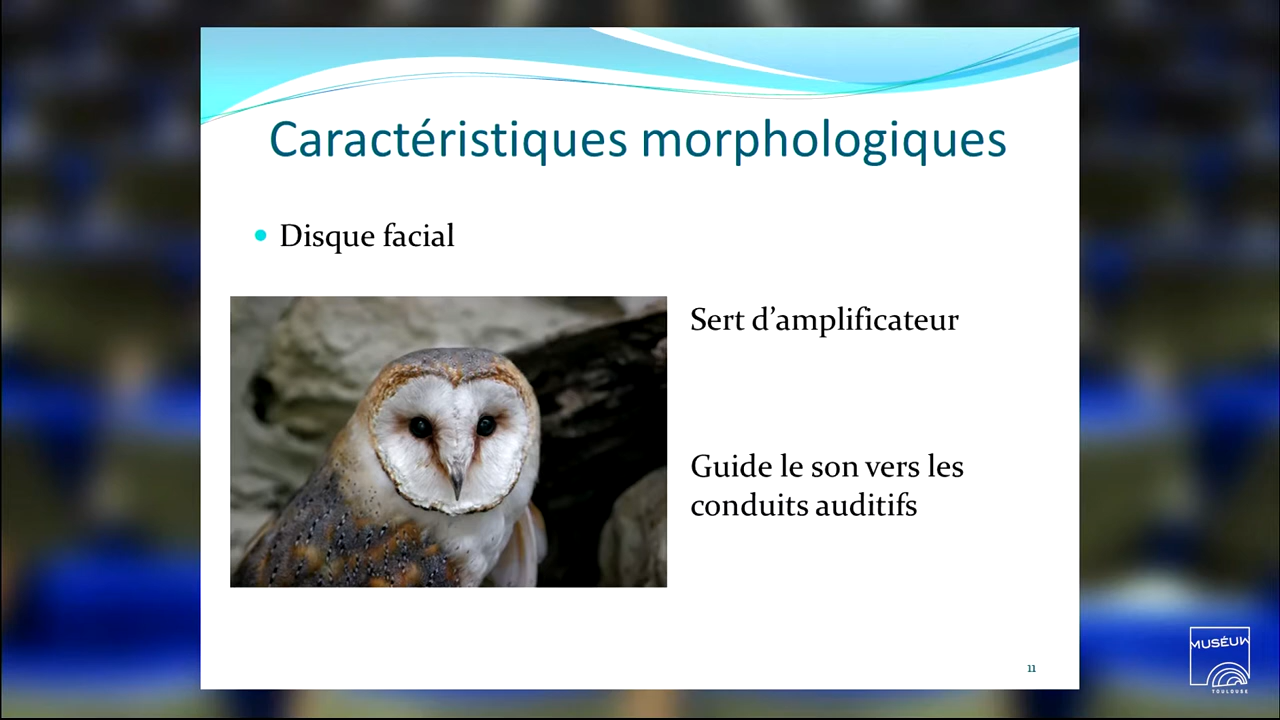 Caractéristiques morphologiques
Disque facial
Sert d’amplificateur
Guide le son vers les
conduits auditifs
11
MUSÉUM
TOULOUSE